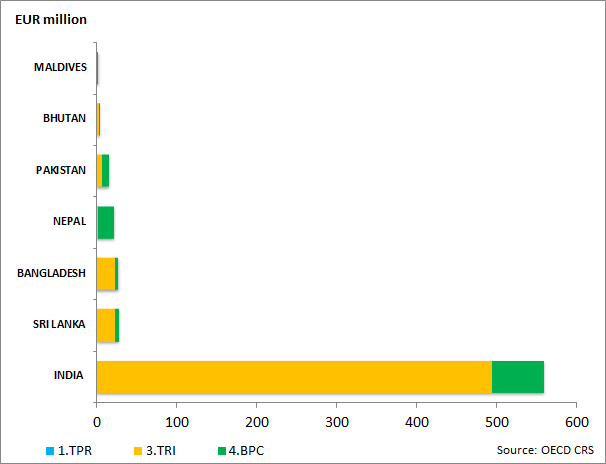 EUR million
MALDIVES
BHUTAN
PAKISTAN
NEPAL
BANGLADESH
SRI LANKA
INDIA
0 100 200 300 400 500 600
1.TPR 3.TRI 4.BPC Source: OECD CRS